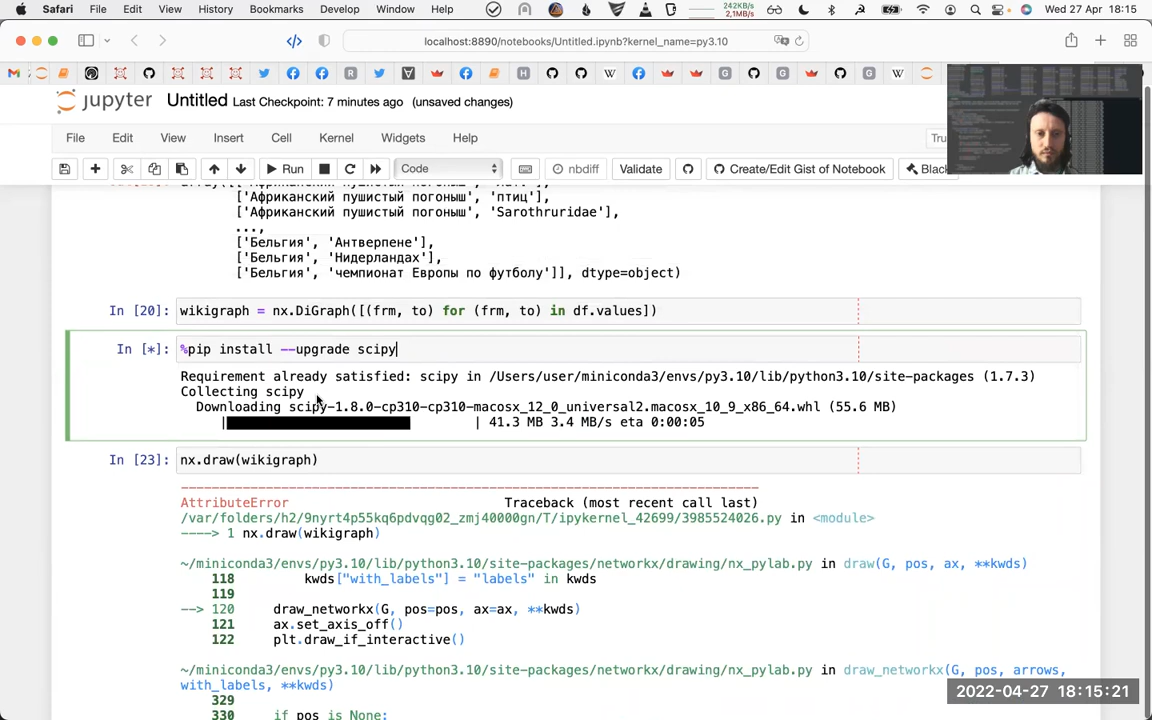 Safari File Edit View History Bookmarks Develop Window Help 242KB/s 2,1MB/s Wed 27 Apr 18:15
localhost:8890/notebooks/Untitled.ipynb?kernel_name=py3.10
jupyter Untitled Last Checkpoint: 7 minutes ago (unsaved changes)
File Edit View Insert Cell Kernel Widgets Help Tru
Run Code nbdiff Validate Create/Edit Gist of Notebook Blac
['Африканский пушистый погоныш', 'птиц'],
['Африканский пушистый погоныш', 'Sarothruridae'],
...,
['Бельгия', 'Антверпене'],
['Бельгия', 'Нидерландах'],
['Бельгия', 'чемпионат Европы по футболу']], dtype=object)
In [20]: wikigraph = nx.DiGraph([(frm, to) for (frm, to) in df.values])
In [*]: %pip install --upgrade scipy
Requirement already satisfied: scipy in /Users/user/miniconda3/envs/py3.10/lib/python3.10/site-packages (1.7.3)
Collecting scipy
Downloading scipy-1.8.0-cp310-cp310-macosx_12_0_universal2.macosx_10_9_x86_64.whl (55.6 MB)
| | 41.3 MB 3.4 MB/s eta 0:00:05
In [23]: nx.draw(wikigraph)
AttributeError Traceback (most recent call last)
/var/folders/h2/9nyrt4p55kq6pdvqg02_zmj40000gn/T/ipykernel_42699/3985524026.py in <module>
----> 1 nx.draw(wikigraph)
~/miniconda3/envs/py3.10/lib/python3.10/site-packages/networkx/drawing/nx_pylab.py in draw(G, pos, ax, **kwds)
118 kwds["with_labels"] = "labels" in kwds
119
--> 120 draw_networkx(G, pos=pos, ax=ax, **kwds)
121 ax.set_axis_off()
122 plt.draw_if_interactive()
~/miniconda3/envs/py3.10/lib/python3.10/site-packages/networkx/drawing/nx_pylab.py in draw_networkx(G, pos, arrows,
with_labels, **kwds)
329
330 if pos is None:
2022-04-27 18:15:21